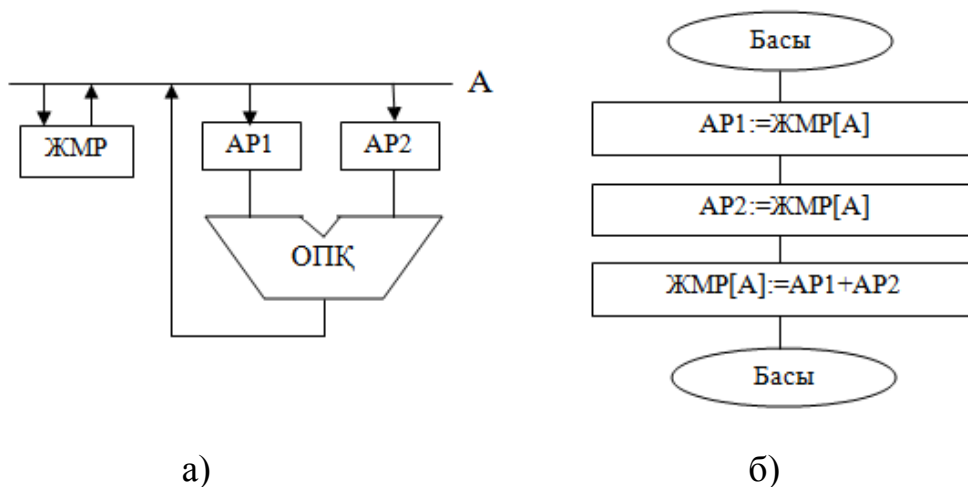 А
ЖМР
АР1
АР2
ОПҚ
а)
Басы
АР1:=ЖМР[А]
АР2:=ЖМР[А]
ЖМР[А]:=АР1+АР2
Басы
б)